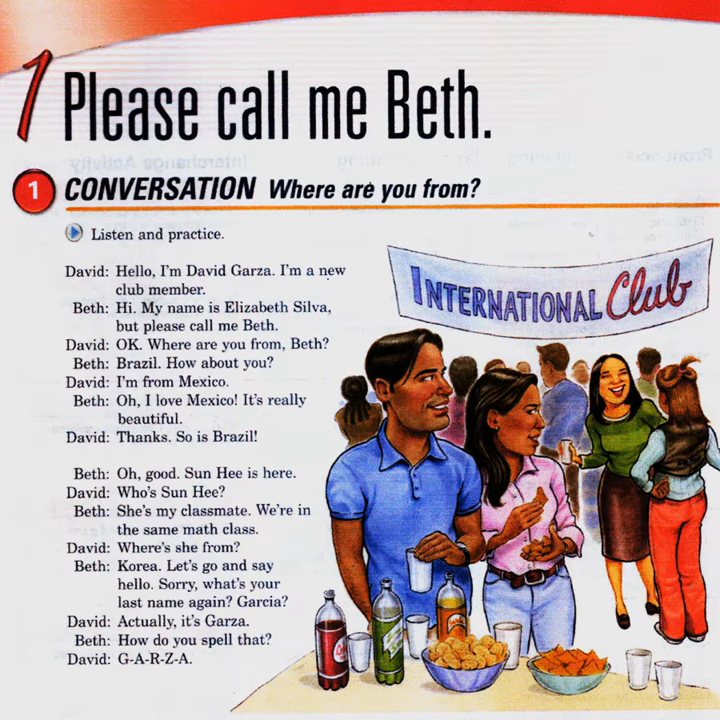 1 Please call me Beth.
1 CONVERSATION Where are you from?
Listen and practice.
David: Hello, I'm David Garza. I'm a new
club member.
Beth: Hi. My name is Elizabeth Silva,
but please call me Beth.
David: OK. Where are you from, Beth?
Beth: Brazil. How about you?
David: I'm from Mexico.
Beth: Oh, I love Mexico! It's really
beautiful.
David: Thanks. So is Brazil!
Beth: Oh, good. Sun Hee is here.
David: Who's Sun Hee?
Beth: She's my classmate. We're in
the same math class.
David: Where's she from?
Beth: Korea. Let's go and say
hello. Sorry, what's your
last name again? Garcia?
David: Actually, it's Garza.
Beth: How do you spell that?
David: G-A-R-Z-A.
INTERNATIONAL Club